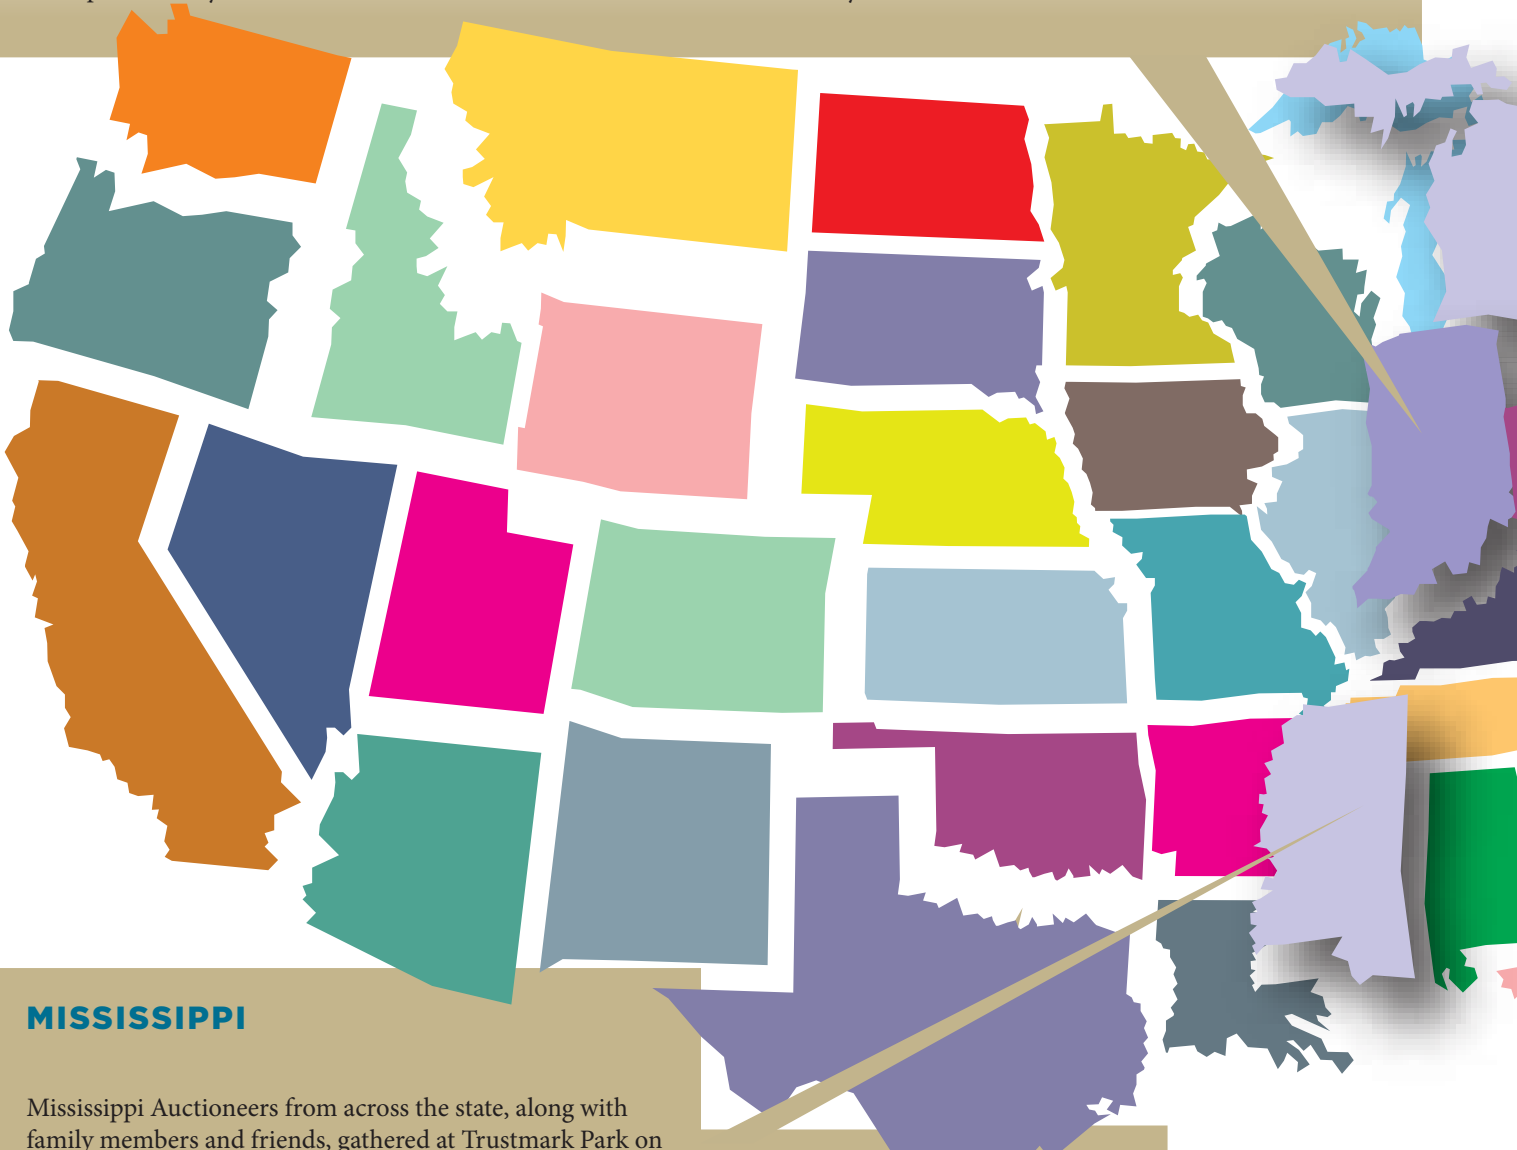 MISSISSIPPI
Mississippi Auctioneers from across the state, along with
family members and friends, gathered at Trustmark Park on